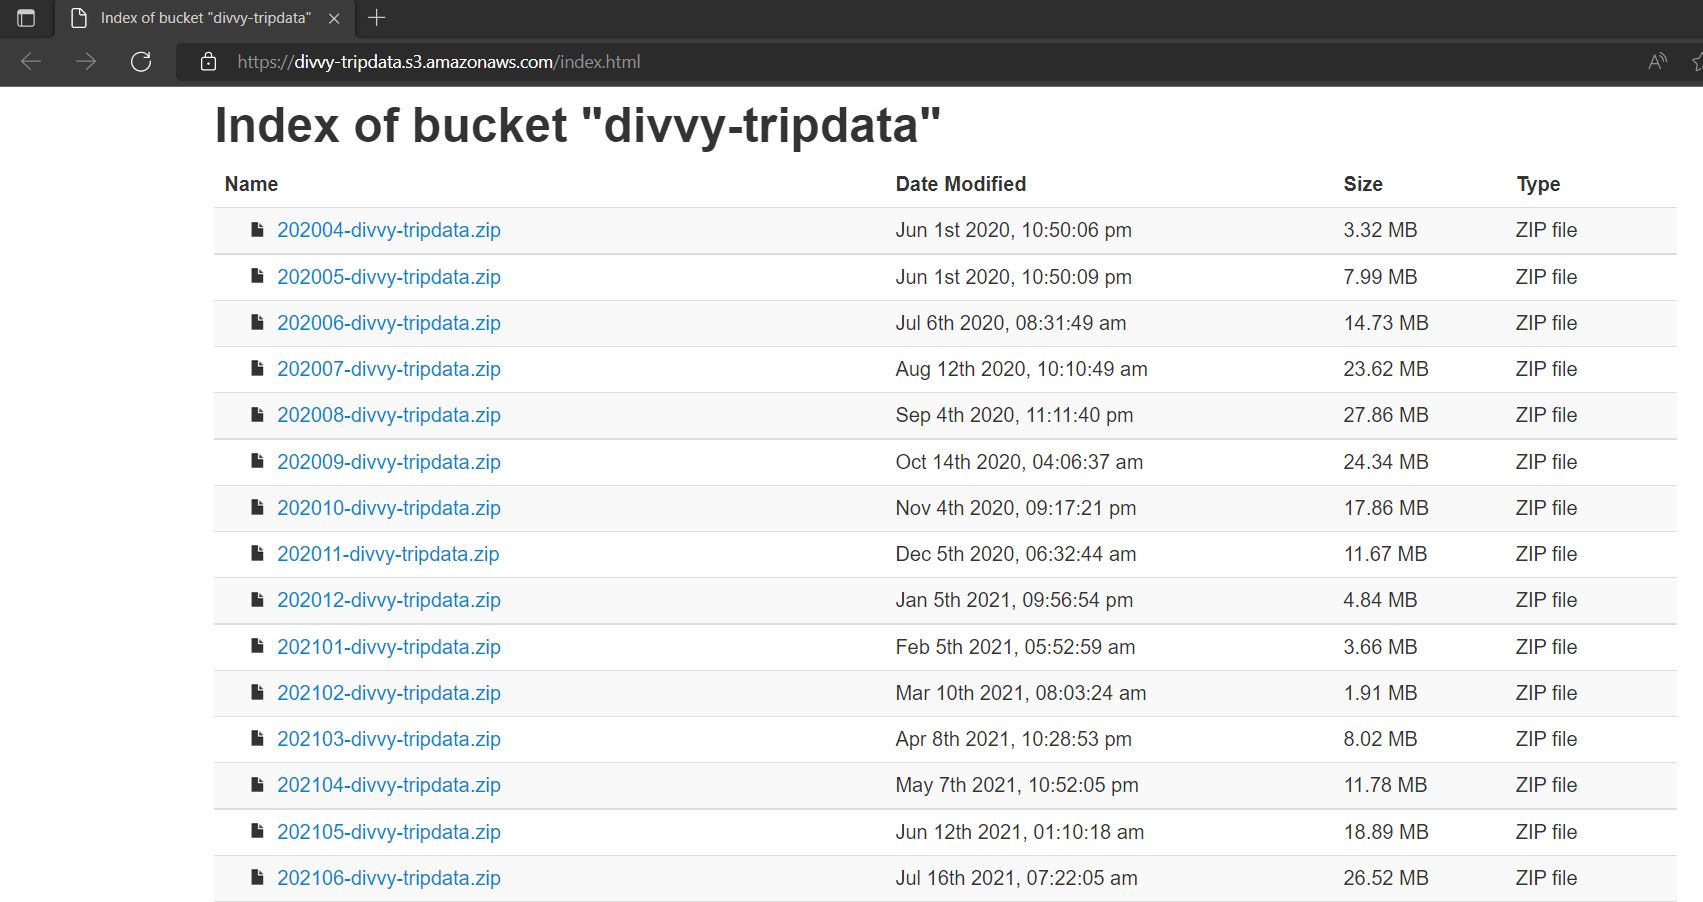 Index of bucket "divvy-tripdata"
https://divvy-tripdata.s3.amazonaws.com/index.html
Index of bucket "divvy-tripdata"
Name Date Modified Size Type
202004-divvy-tripdata.zip Jun 1st 2020, 10:50:06 pm 3.32 MB ZIP file
202005-divvy-tripdata.zip Jun 1st 2020, 10:50:09 pm 7.99 MB ZIP file
202006-divvy-tripdata.zip Jul 6th 2020, 08:31:49 am 14.73 MB ZIP file
202007-divvy-tripdata.zip Aug 12th 2020, 10:10:49 am 23.62 MB ZIP file
202008-divvy-tripdata.zip Sep 4th 2020, 11:11:40 pm 27.86 MB ZIP file
202009-divvy-tripdata.zip Oct 14th 2020, 04:06:37 am 24.34 MB ZIP file
202010-divvy-tripdata.zip Nov 4th 2020, 09:17:21 pm 17.86 MB ZIP file
202011-divvy-tripdata.zip Dec 5th 2020, 06:32:44 am 11.67 MB ZIP file
202012-divvy-tripdata.zip Jan 5th 2021, 09:56:54 pm 4.84 MB ZIP file
202101-divvy-tripdata.zip Feb 5th 2021, 05:52:59 am 3.66 MB ZIP file
202102-divvy-tripdata.zip Mar 10th 2021, 08:03:24 am 1.91 MB ZIP file
202103-divvy-tripdata.zip Apr 8th 2021, 10:28:53 pm 8.02 MB ZIP file
202104-divvy-tripdata.zip May 7th 2021, 10:52:05 pm 11.78 MB ZIP file
202105-divvy-tripdata.zip Jun 12th 2021, 01:10:18 am 18.89 MB ZIP file
202106-divvy-tripdata.zip Jul 16th 2021, 07:22:05 am 26.52 MB ZIP file